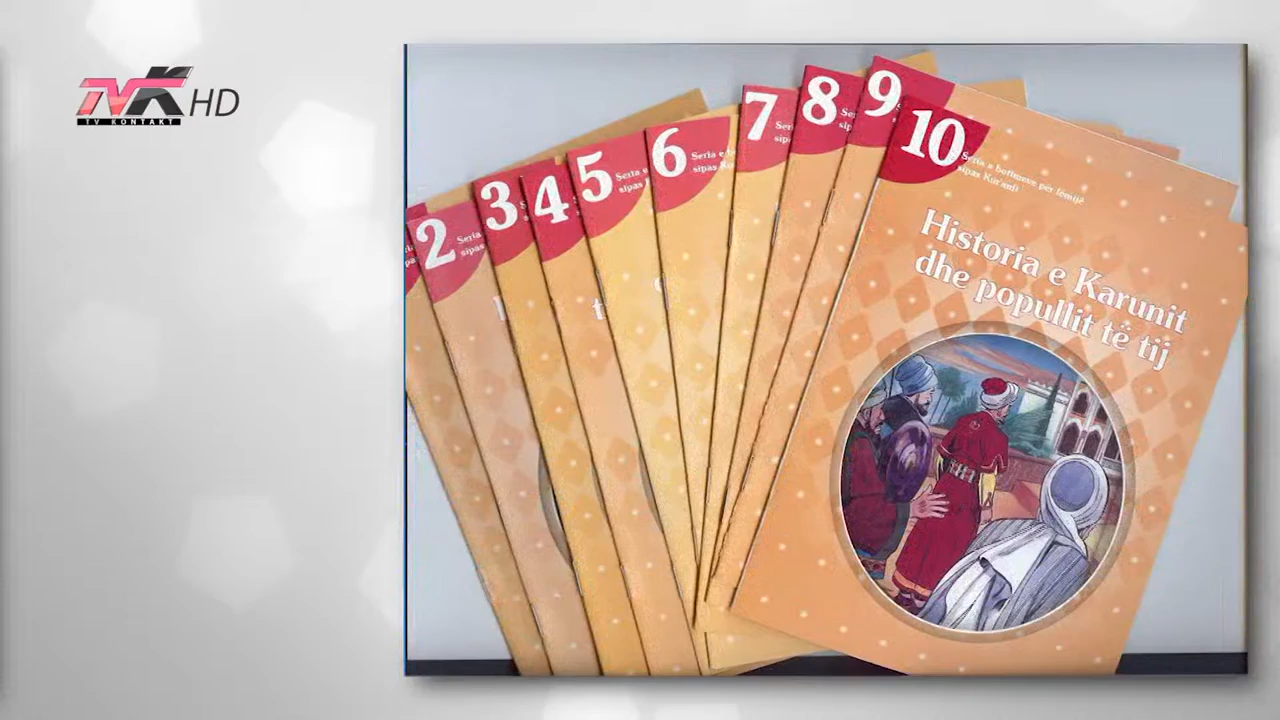 TVK HD
TV KONTAKT
2
3
4
5
6
7
8
9
10
Seria e botimeve për fëmijë
sipas Kur'anit
Historia e Karunit
dhe popullit të tij